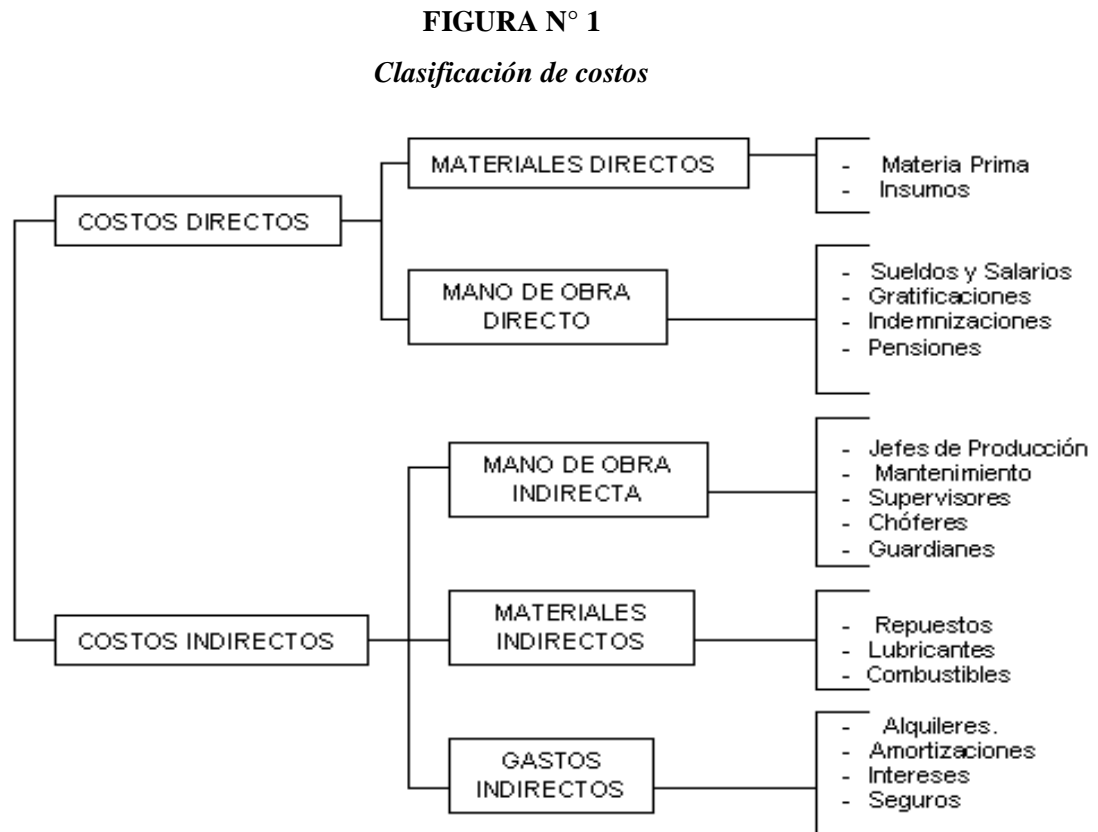 FIGURA N° 1
Clasificación de costos
COSTOS DIRECTOS
MATERIALES DIRECTOS
- Materia Prima
- Insumos
MANO DE OBRA
DIRECTO
- Sueldos y Salarios
- Gratificaciones
- Indemnizaciones
- Pensiones
COSTOS INDIRECTOS
MANO DE OBRA
INDIRECTA
- Jefes de Producción
- Mantenimiento
- Supervisores
- Chóferes
- Guardianes
MATERIALES
INDIRECTOS
- Repuestos
- Lubricantes
- Combustibles
GASTOS
INDIRECTOS
- Alquileres.
- Amortizaciones
- Intereses
- Seguros